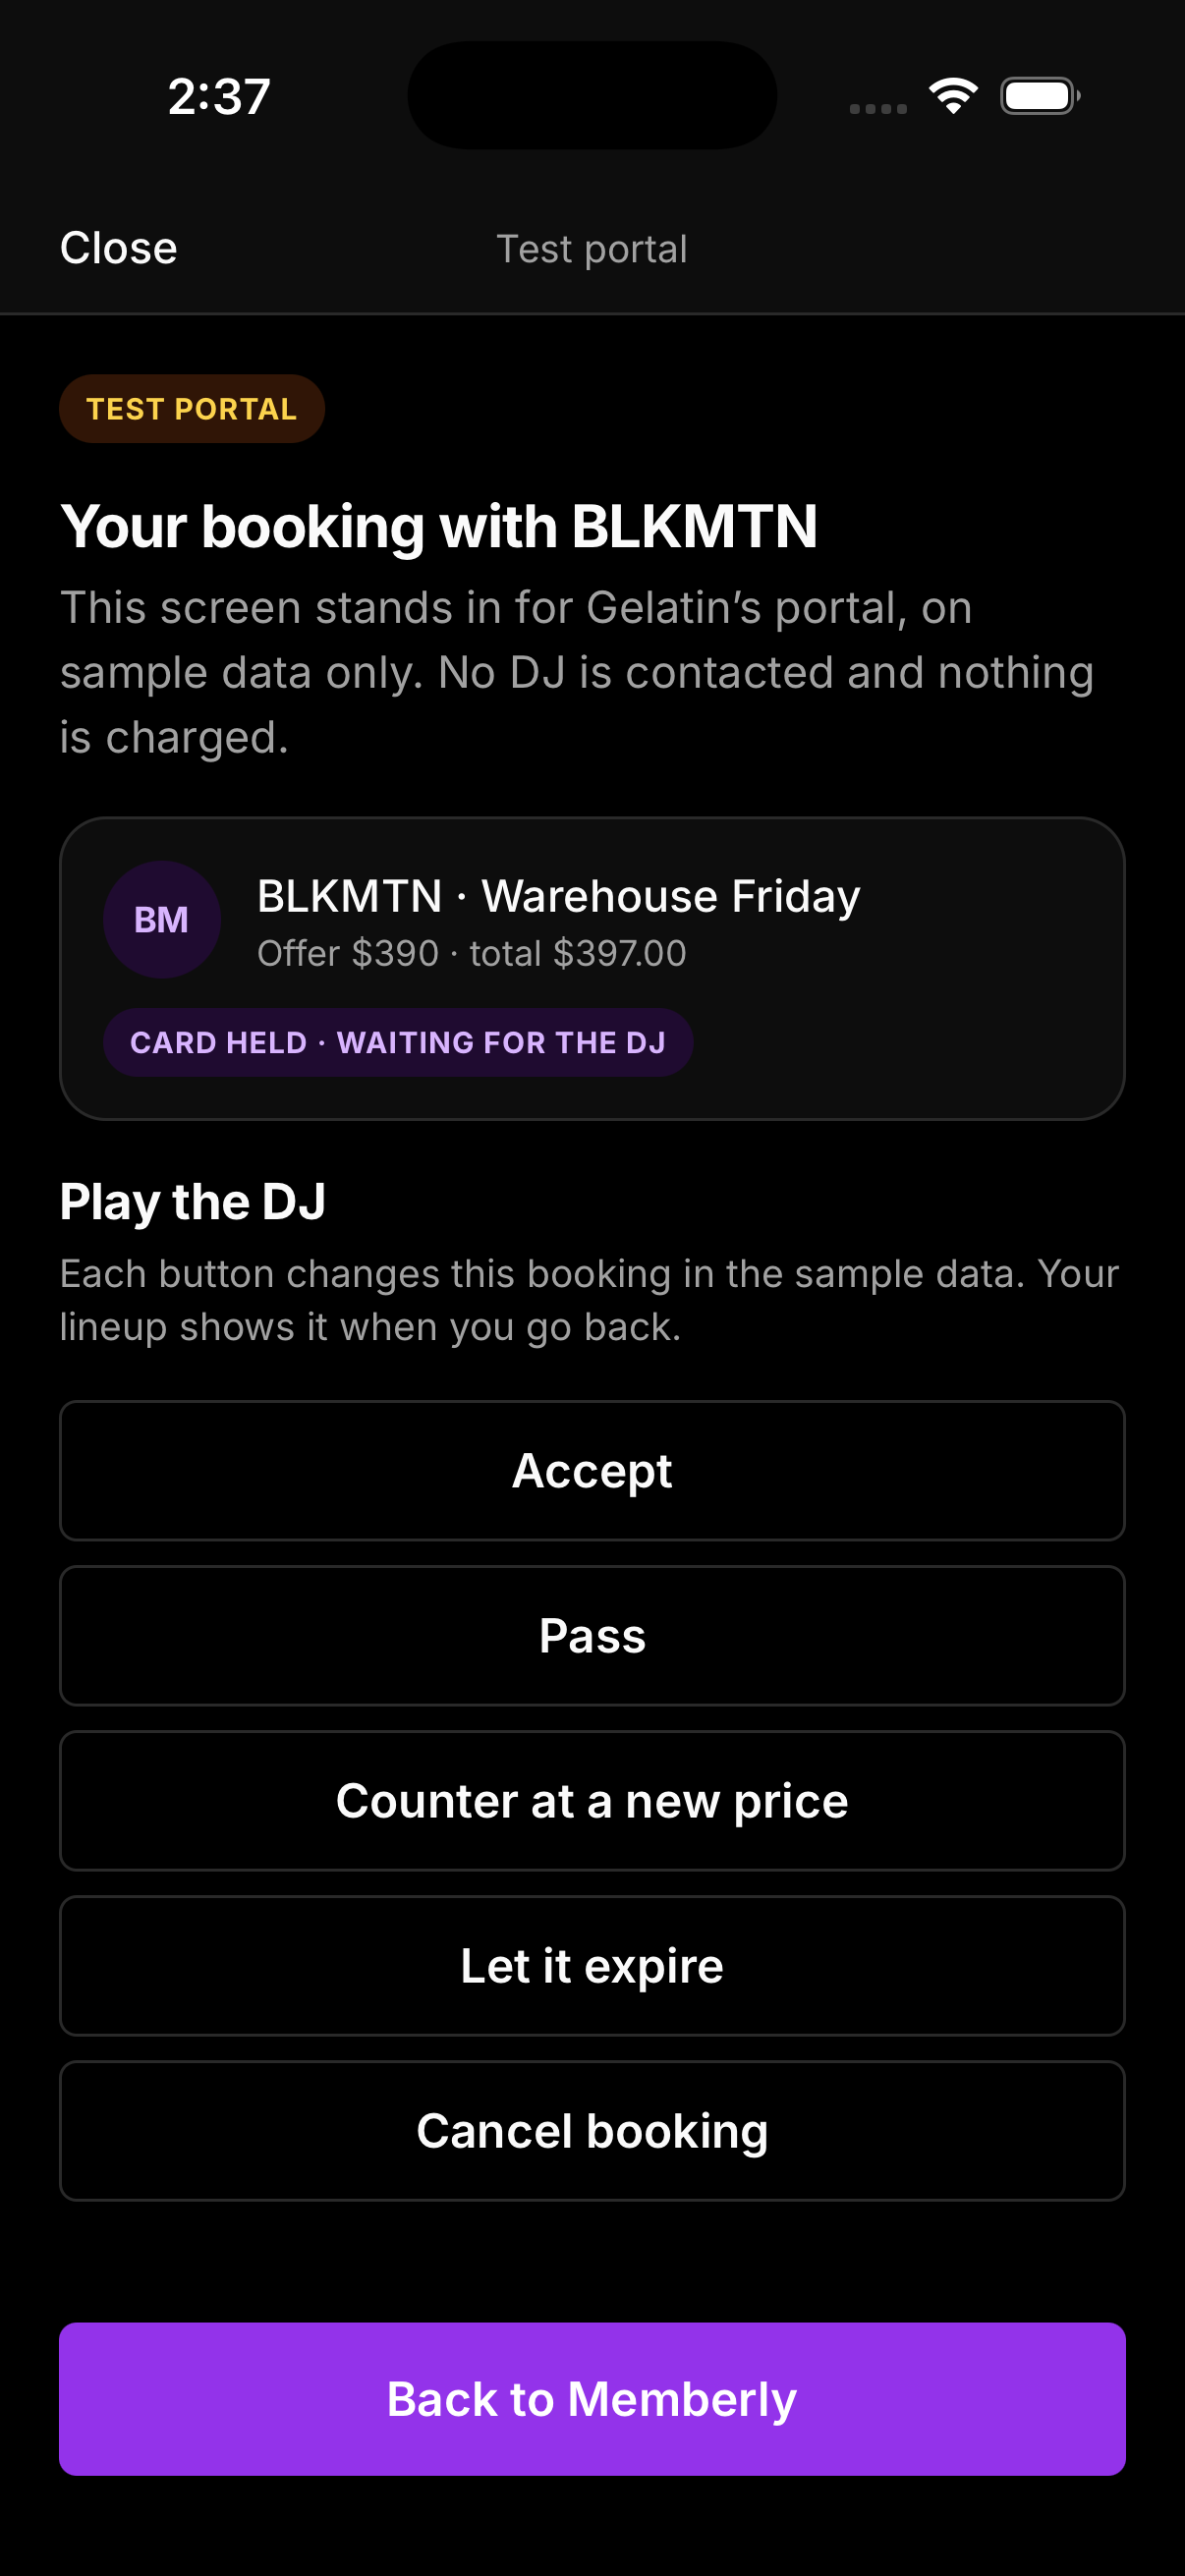 2:37
Close
Test portal
TEST PORTAL
Your booking with BLKMTN
This screen stands in for Gelatin’s portal, on
sample data only. No DJ is contacted and nothing
is charged.
BM
BLKMTN · Warehouse Friday
Offer $390 · total $397.00
CARD HELD · WAITING FOR THE DJ
Play the DJ
Each button changes this booking in the sample data. Your
lineup shows it when you go back.
Accept
Pass
Counter at a new price
Let it expire
Cancel booking
Back to Memberly